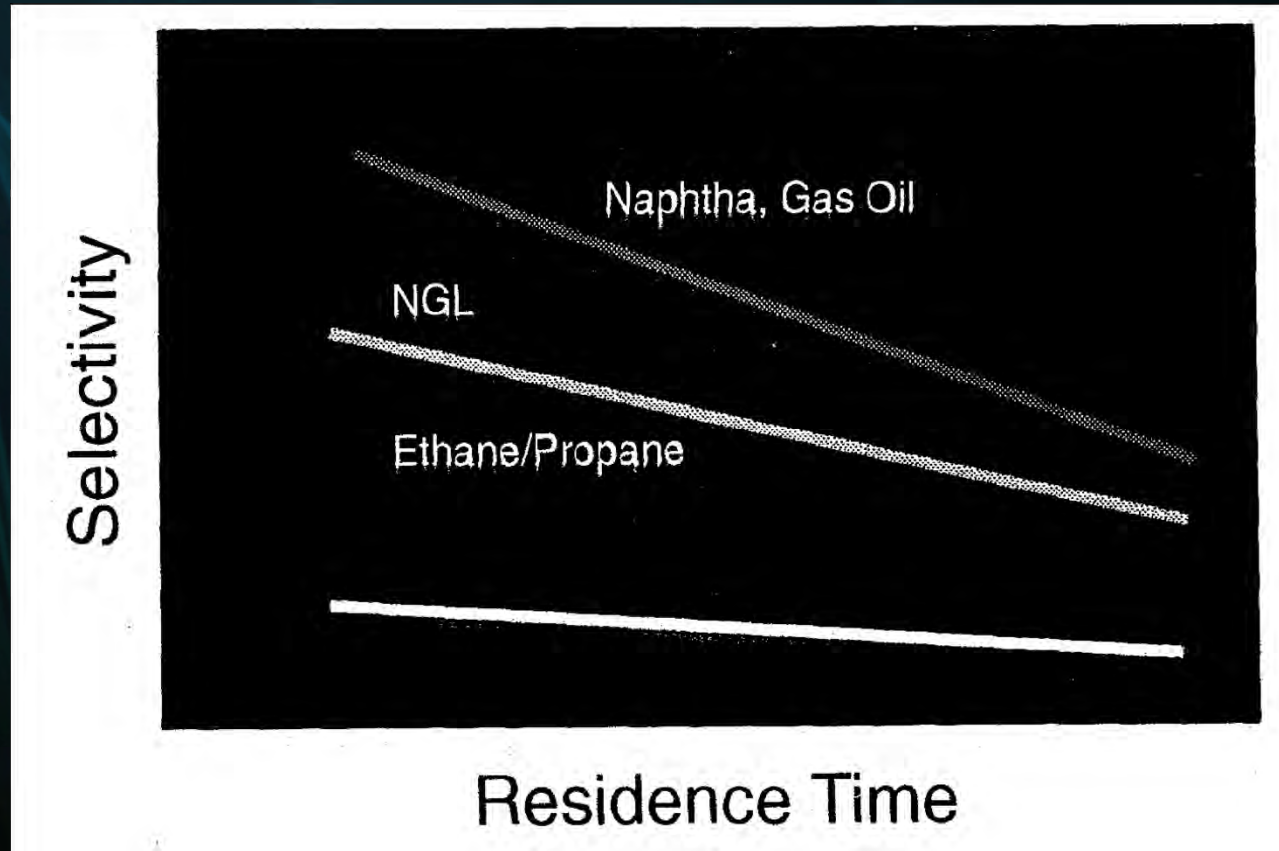 Naphtha, Gas Oil
NGL
Ethane/Propane
Selectivity
Residence Time